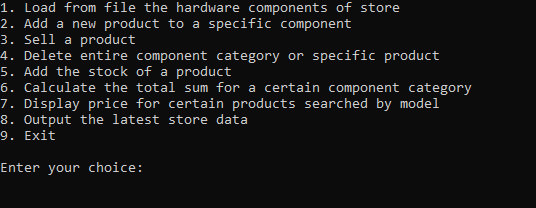 1. Load from file the hardware components of store
2. Add a new product to a specific component
3. Sell a product
4. Delete entire component category or specific product
5. Add the stock of a product
6. Calculate the total sum for a certain component category
7. Display price for certain products searched by model
8. Output the latest store data
9. Exit
Enter your choice: